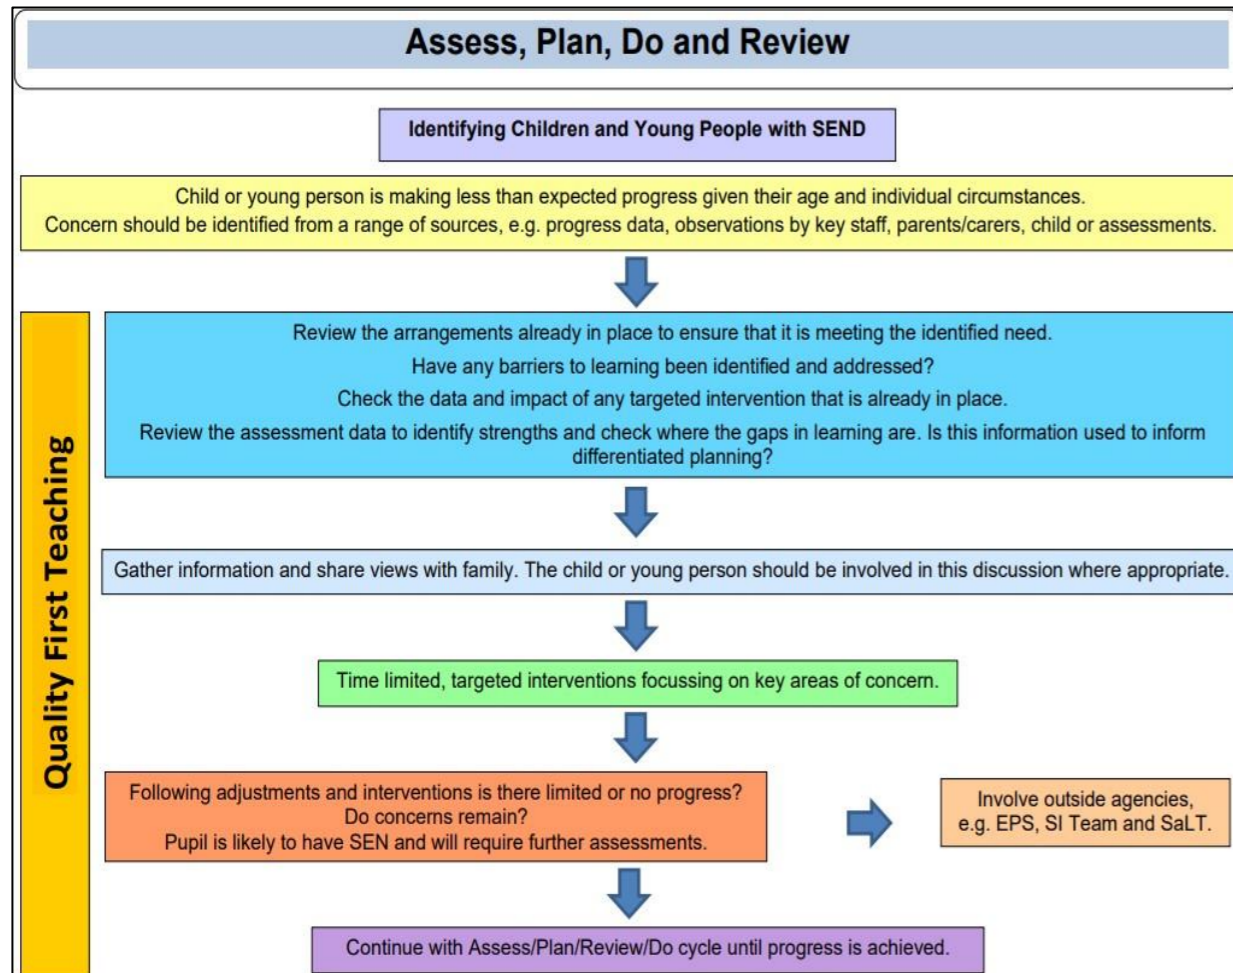 Assess, Plan, Do and Review
Identifying Children and Young People with SEND
Child or young person is making less than expected progress given their age and individual circumstances.
Concern should be identified from a range of sources, e.g. progress data, observations by key staff, parents/carers, child or assessments.
Quality First Teaching
Review the arrangements already in place to ensure that it is meeting the identified need.
Have any barriers to learning been identified and addressed?
Check the data and impact of any targeted intervention that is already in place.
Review the assessment data to identify strengths and check where the gaps in learning are. Is this information used to inform
differentiated planning?
Gather information and share views with family. The child or young person should be involved in this discussion where appropriate.
Time limited, targeted interventions focussing on key areas of concern.
Following adjustments and interventions is there limited or no progress?
Do concerns remain?
Pupil is likely to have SEN and will require further assessments.
Involve outside agencies,
e.g. EPS, SI Team and SaLT.
Continue with Assess/Plan/Review/Do cycle until progress is achieved.